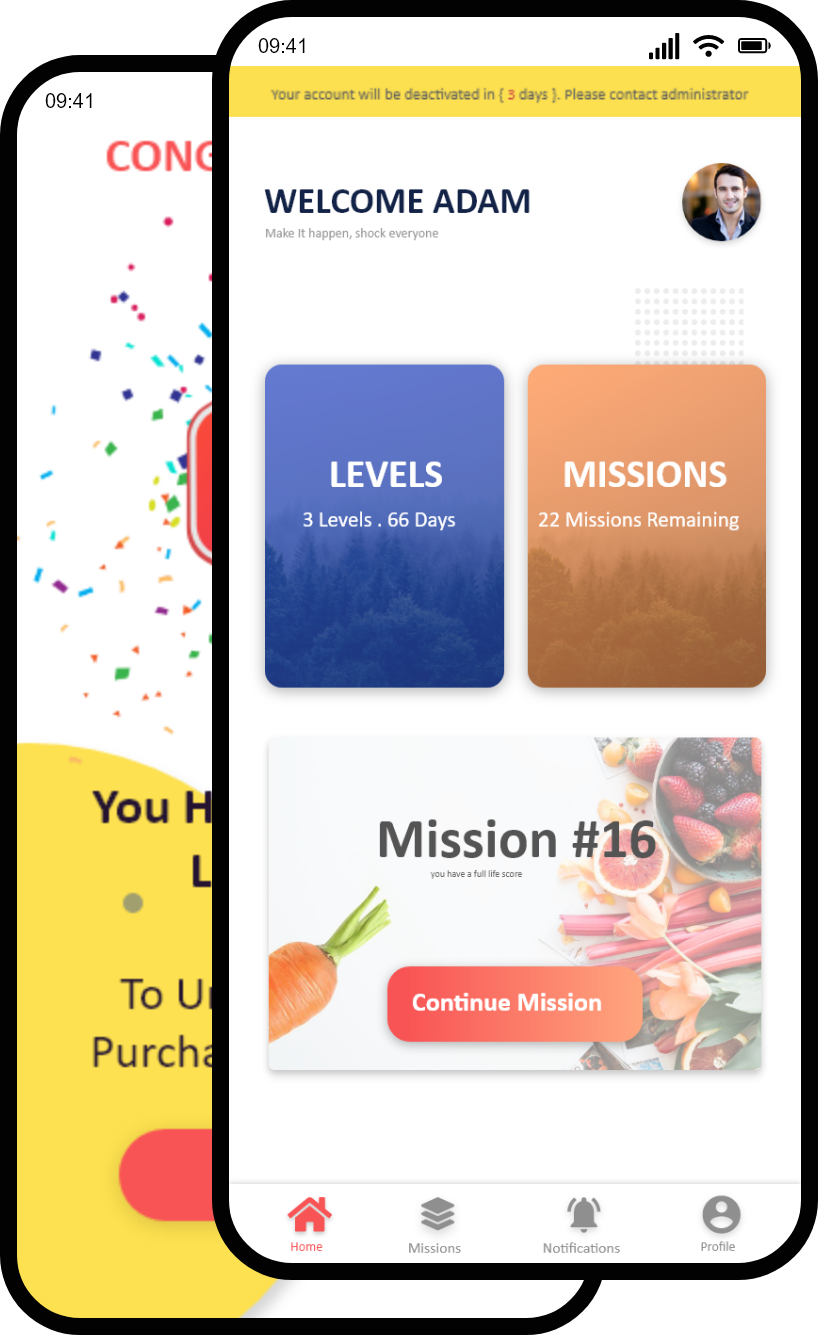 09:41
Your account will be deactivated in { 3 days }. Please contact administrator
WELCOME ADAM
Make It happen, shock everyone
LEVELS
3 Levels . 66 Days
MISSIONS
22 Missions Remaining
Mission #16
you have a full life score
Continue Mission
Home
Missions
Notifications
Profile
09:41
CONG
You H
L
To Un
Purcha